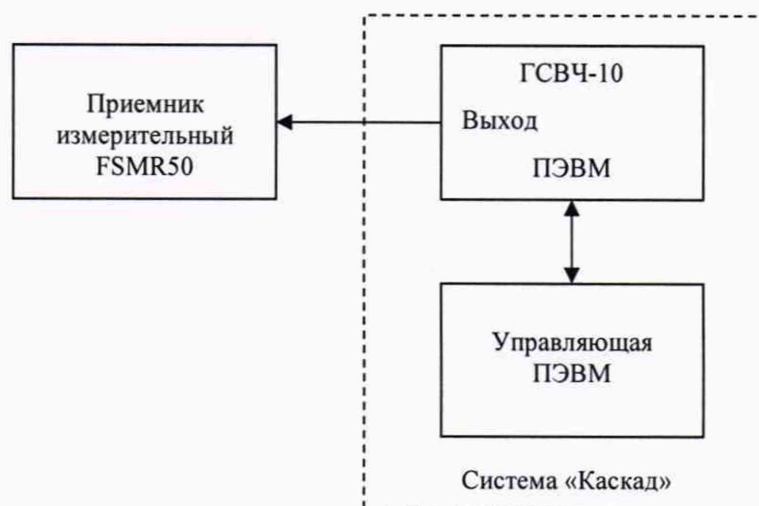 Приемник
измерительный
FSMR50
ГСВЧ-10
Выход
ПЭВМ
Управляющая
ПЭВМ
Система «Каскад»